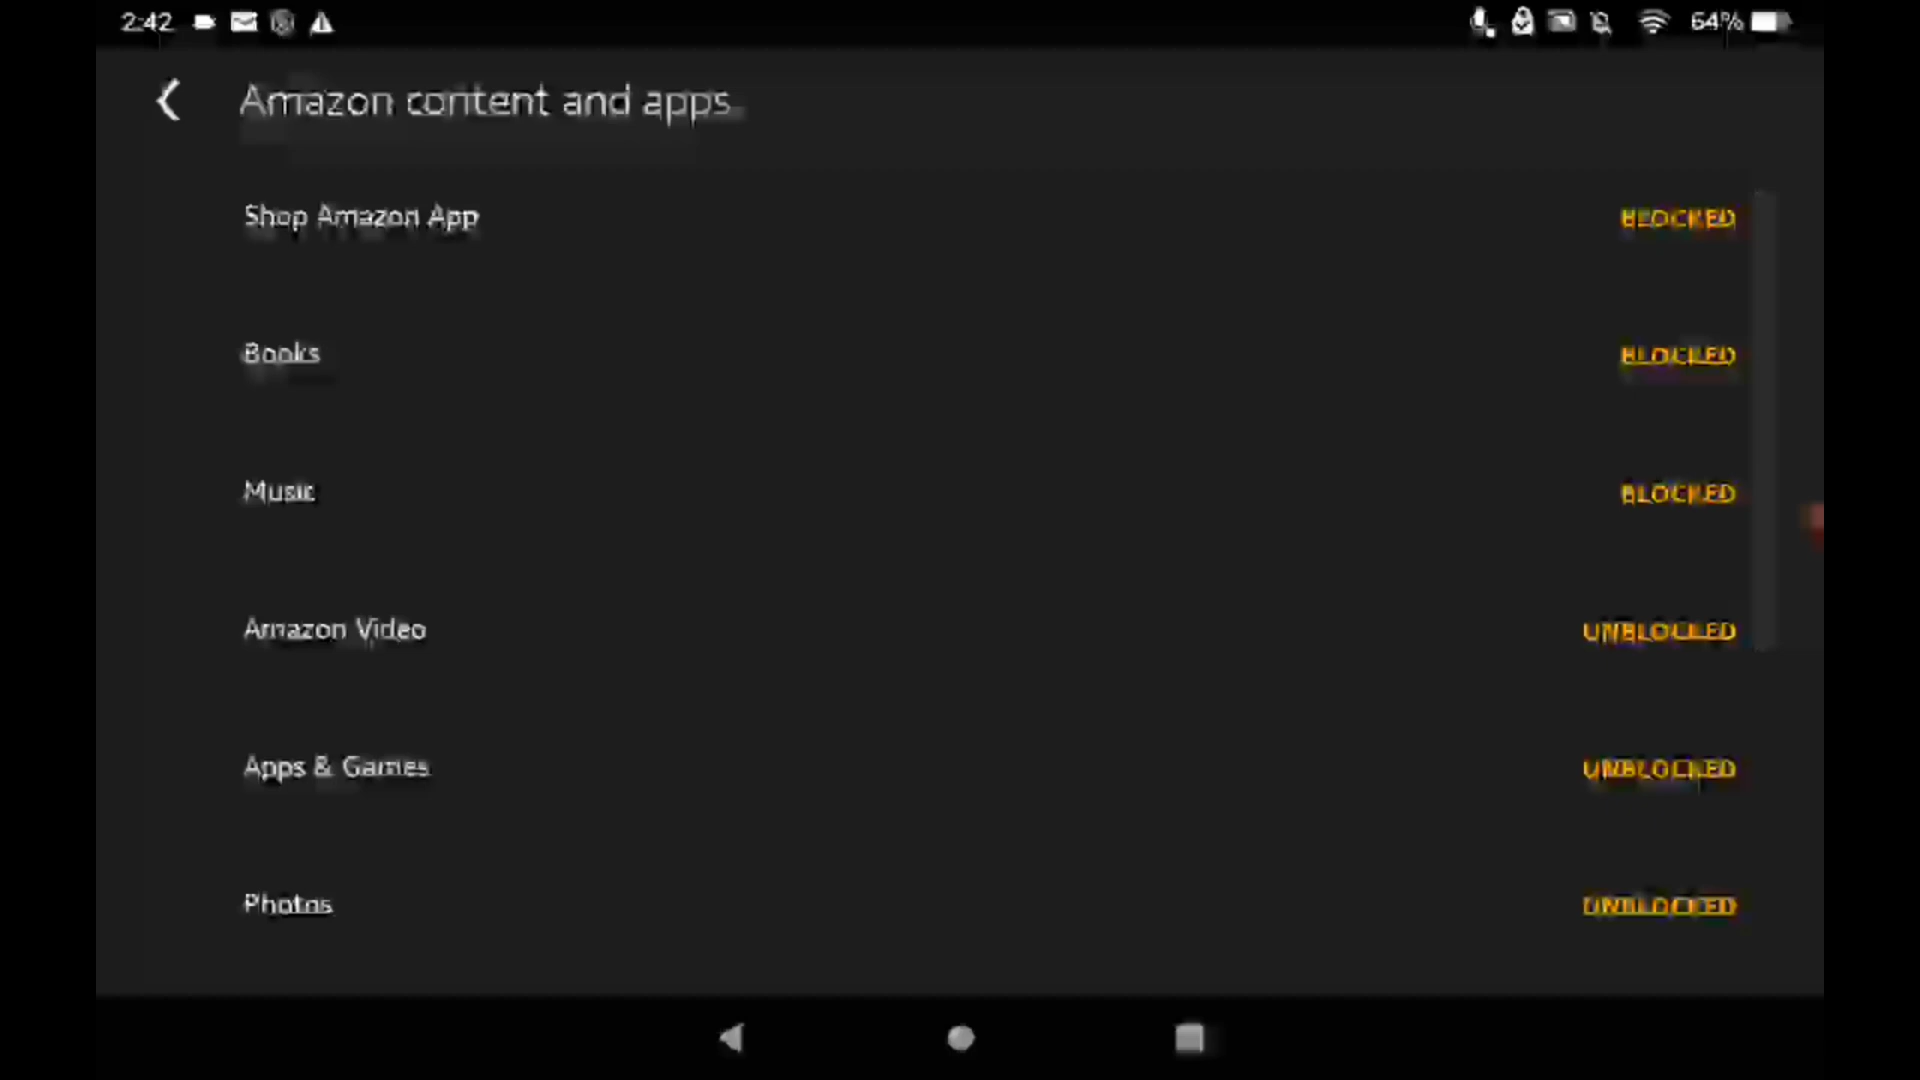 2:42
64%
Amazon content and apps
Shop Amazon App
BLOCKED
Books
BLOCKED
Music
BLOCKED
Amazon Video
UNBLOCKED
Apps & Games
UNBLOCKED
Photos
UNBLOCKED